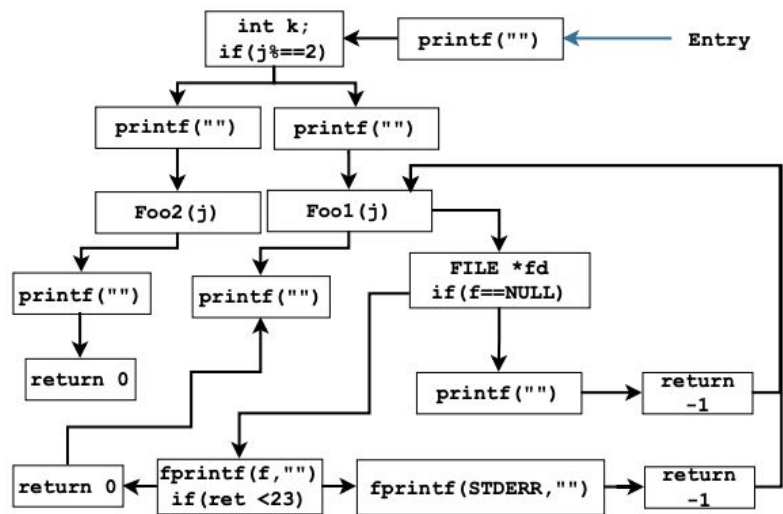 int k;
if(j%==2)
printf("")
Entry
printf("")
printf("")
Foo2(j)
Foo1(j)
printf("")
printf("")
FILE *fd
if(f==NULL)
return 0
printf("")
return
-1
return 0
fprintf(f,"")
if(ret <23)
fprintf(STDERR,"")
return
-1